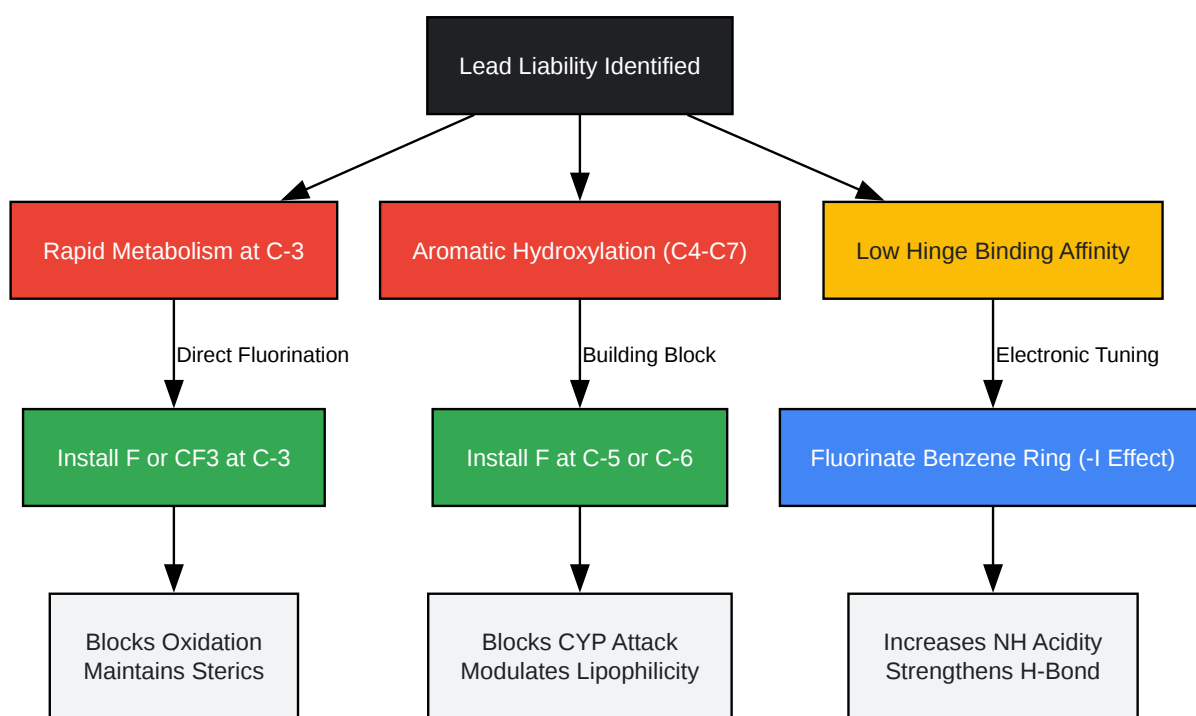 Lead Liability Identified
Rapid Metabolism at C-3
Aromatic Hydroxylation (C4-C7)
Low Hinge Binding Affinity
Direct Fluorination
Building Block
Electronic Tuning
Install F or CF3 at C-3
Install F at C-5 or C-6
Fluorinate Benzene Ring (-I Effect)
Blocks Oxidation
Maintains Sterics
Blocks CYP Attack
Modulates Lipophilicity
Increases NH Acidity
Strengthens H-Bond